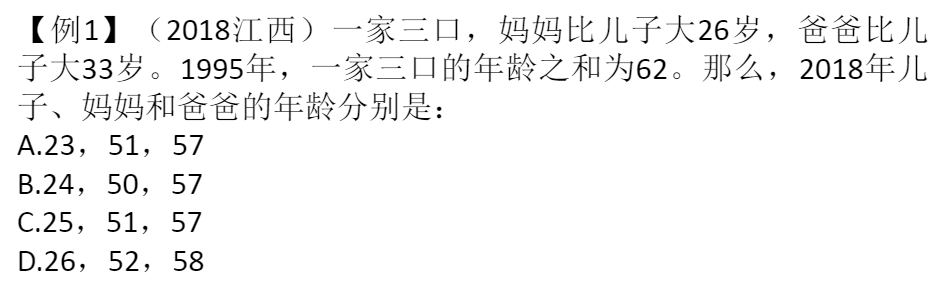 【例1】（2018江西）一家三口，妈妈比儿子大26岁，爸爸比儿
子大33岁。1995年，一家三口的年龄之和为62。那么，2018年儿
子、妈妈和爸爸的年龄分别是：
A.23，51，57
B.24，50，57
C.25，51，57
D.26，52，58